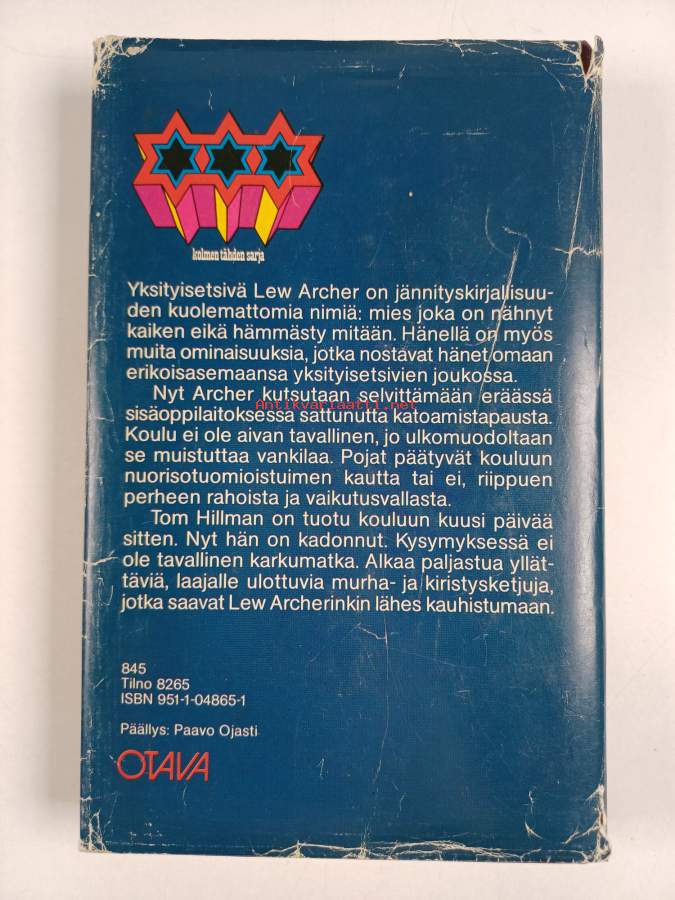 kolmen tähden sarja
Yksityisetsivä Lew Archer on jännityskirjallisuu-
den kuolemattomia nimiä: mies joka on nähnyt
kaiken eikä hämmästy mitään. Hänellä on myös
muita ominaisuuksia, jotka nostavat hänet omaan
erikoisasemaansa yksityisetsivien joukossa.
Nyt Archer kutsutaan selvittämään eräässä
Antikvariaatti.net
sisäoppilaitoksessa sattunutta katoamistapausta.
Koulu ei ole aivan tavallinen, jo ulkomuodoltaan
se muistuttaa vankilaa. Pojat päätyvät kouluun
nuorisotuomioistuimen kautta tai ei, riippuen
perheen rahoista ja vaikutusvallasta.
Tom Hillman on tuotu kouluun kuusi päivää
sitten. Nyt hän on kadonnut. Kysymyksessä ei
ole tavallinen karkumatka. Alkaa paljastua yllät-
täviä, laajalle ulottuvia murha- ja kiristysketjuja,
jotka saavat Lew Archerinkin lähes kauhistumaan.
845
Tilno 8265
ISBN 951-1-04865-1
Päällys: Paavo Ojasti
OTAVA